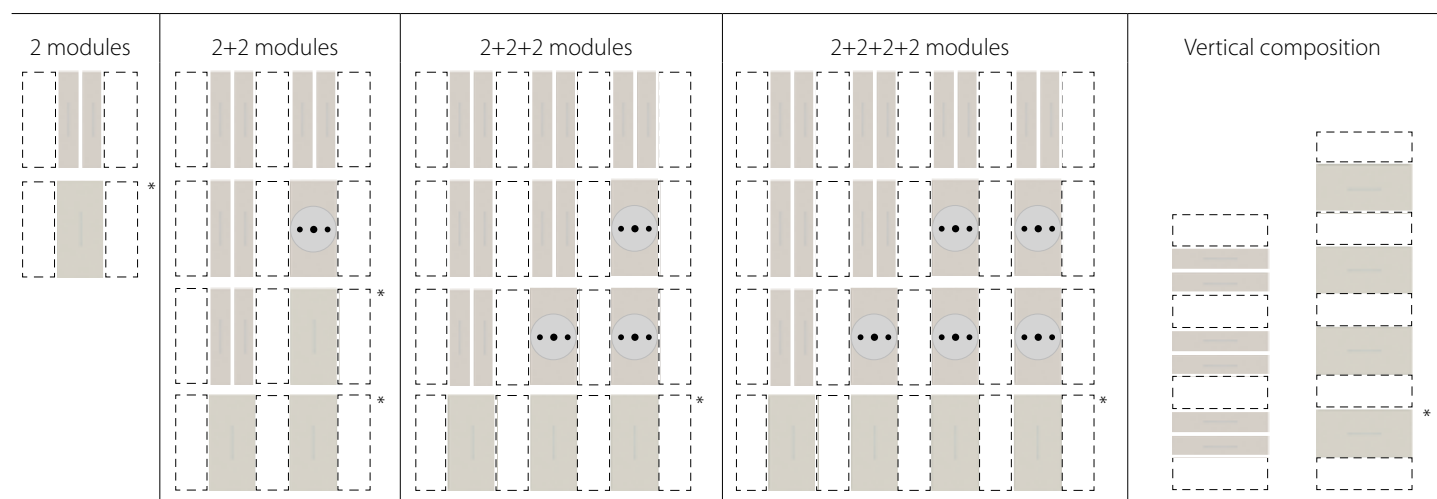 2 modules
2+2 modules
2+2+2 modules
2+2+2+2 modules
Vertical composition
*
*
*
*
*
*